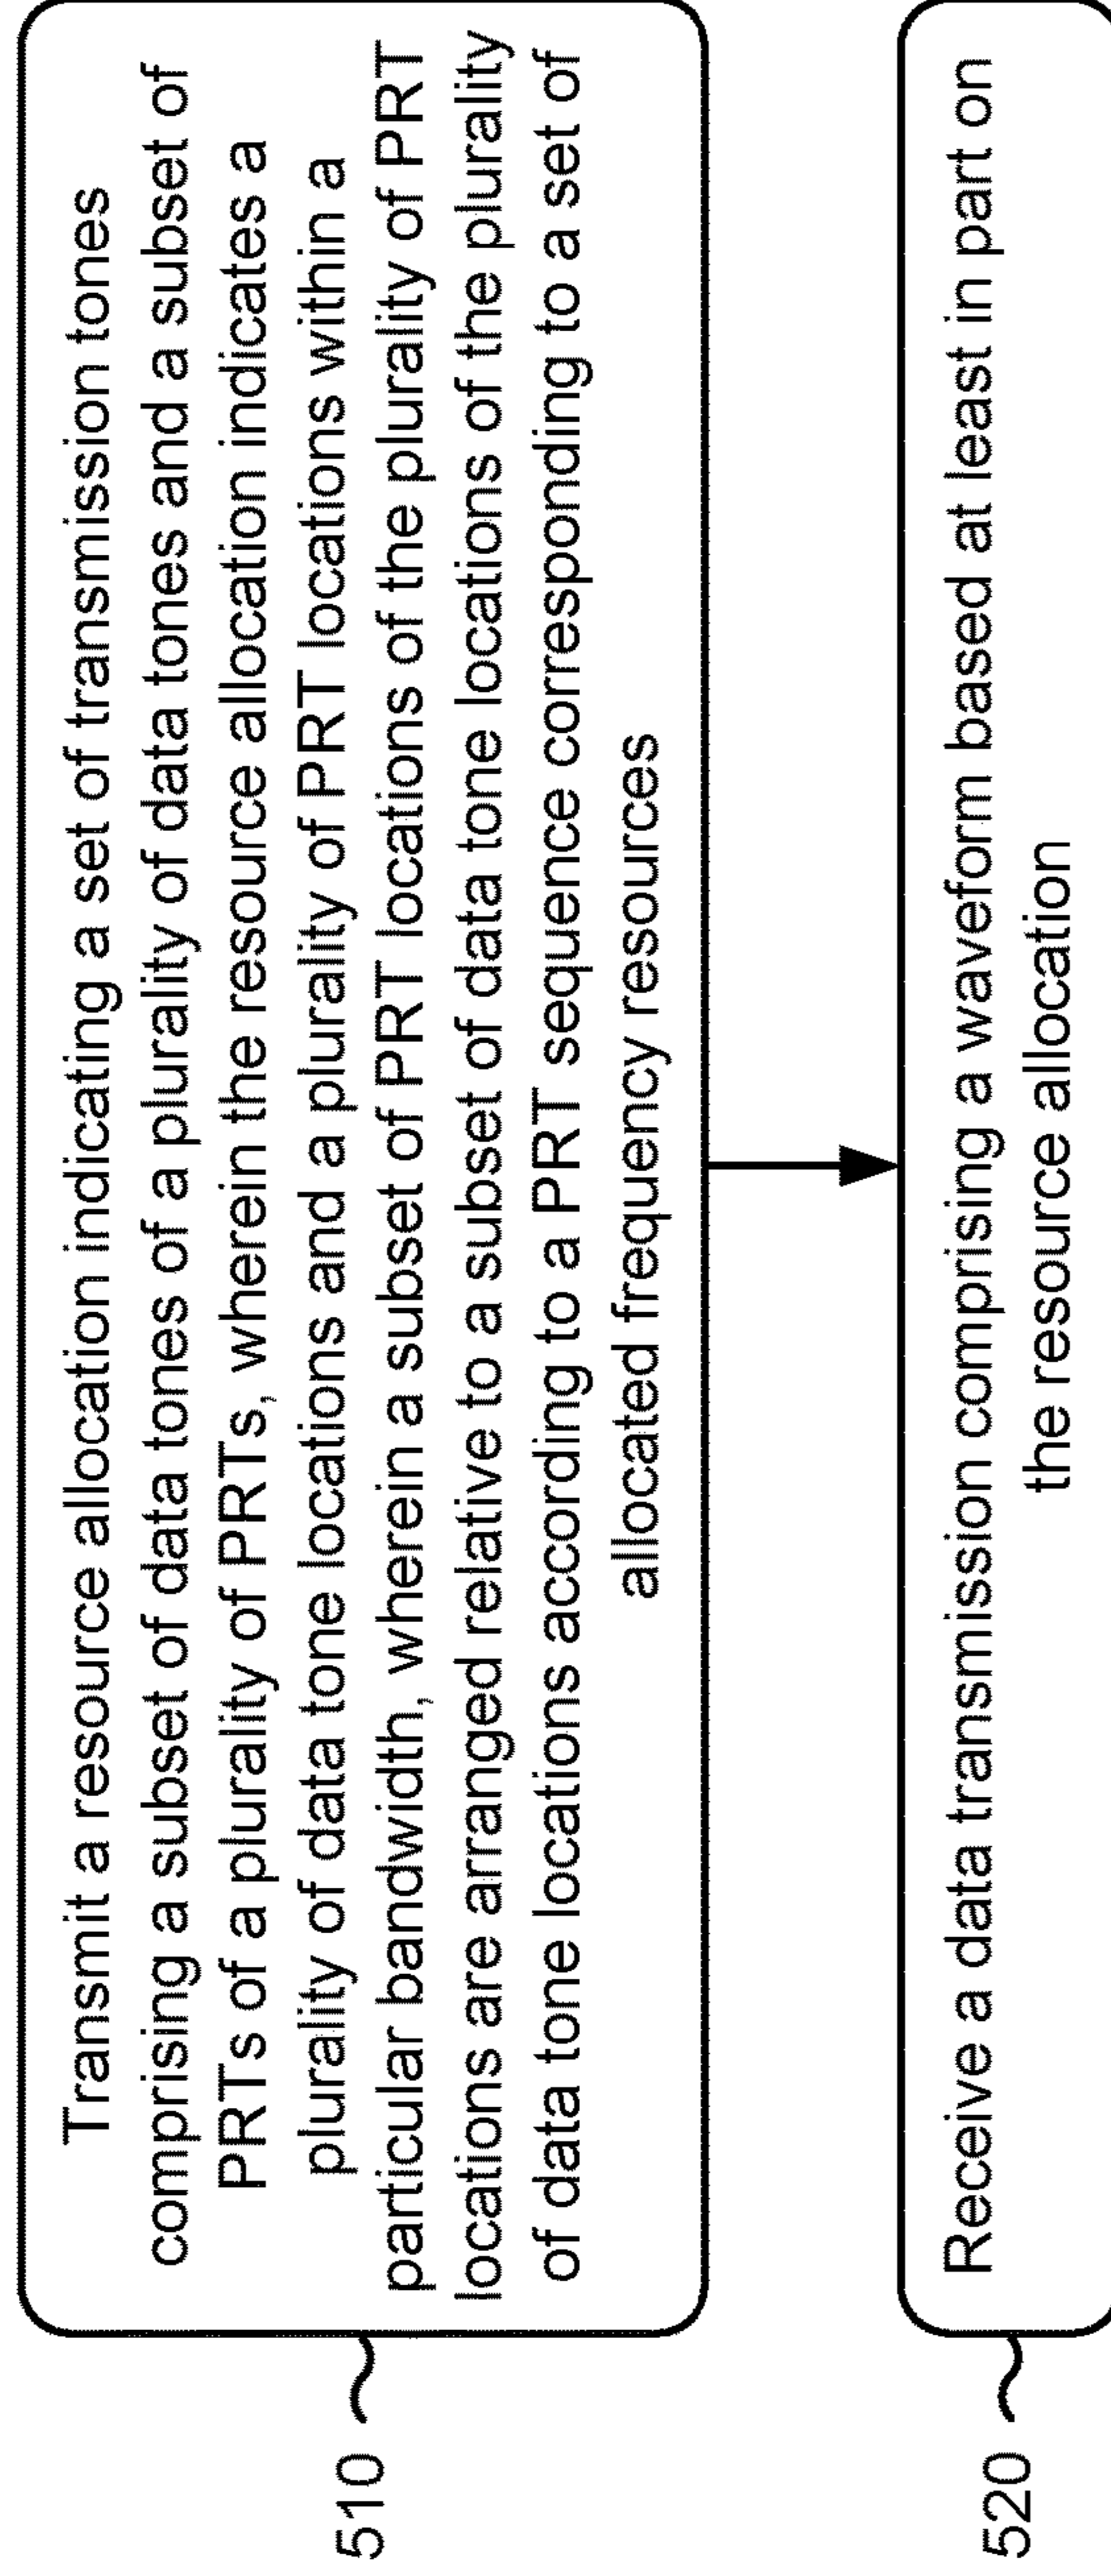 Transmit a resource allocation indicating a set of transmission tones
comprising a subset of data tones of a plurality of data tones and a subset of
PRTs of a plurality of PRTs, wherein the resource allocation indicates a
plurality of data tone locations and a plurality of PRT locations within a
particular bandwidth, wherein a subset of PRT locations of the plurality of PRT
locations are arranged relative to a subset of data tone locations of the plurality
of data tone locations according to a PRT sequence corresponding to a set of
allocated frequency resources
510
Receive a data transmission comprising a waveform based at least in part on
the resource allocation
520